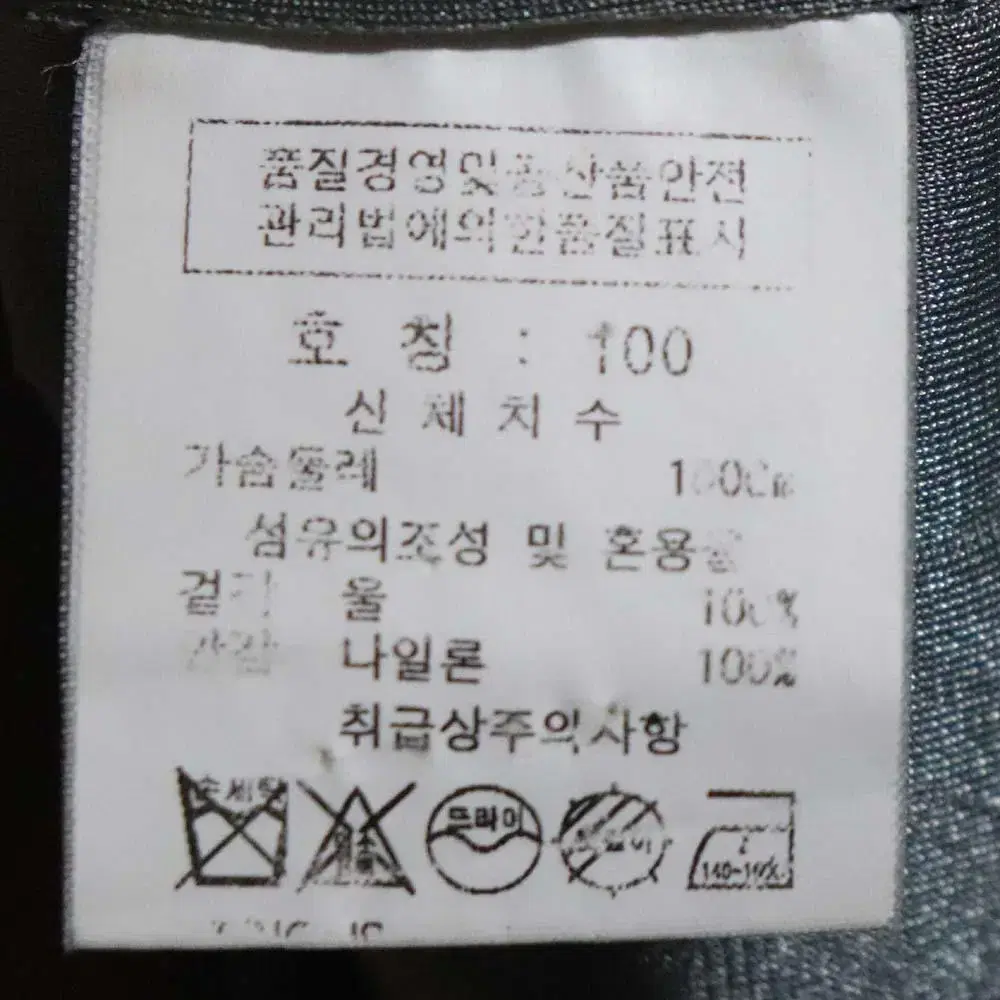 품질경영및공산품안전
관리법에의한품질표시
호 칭 : 100
신 체 치 수
가슴둘레 100Cm
섬유의조성 및 혼용율
겉감 울 100%
안감 나일론 100%
취급상주의사항
손세탁
드라이
140~160%